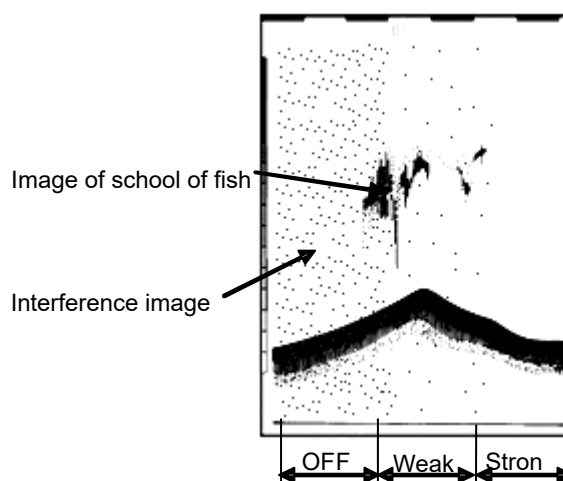 Image of school of fish
Interference image
OFF Weak Stron